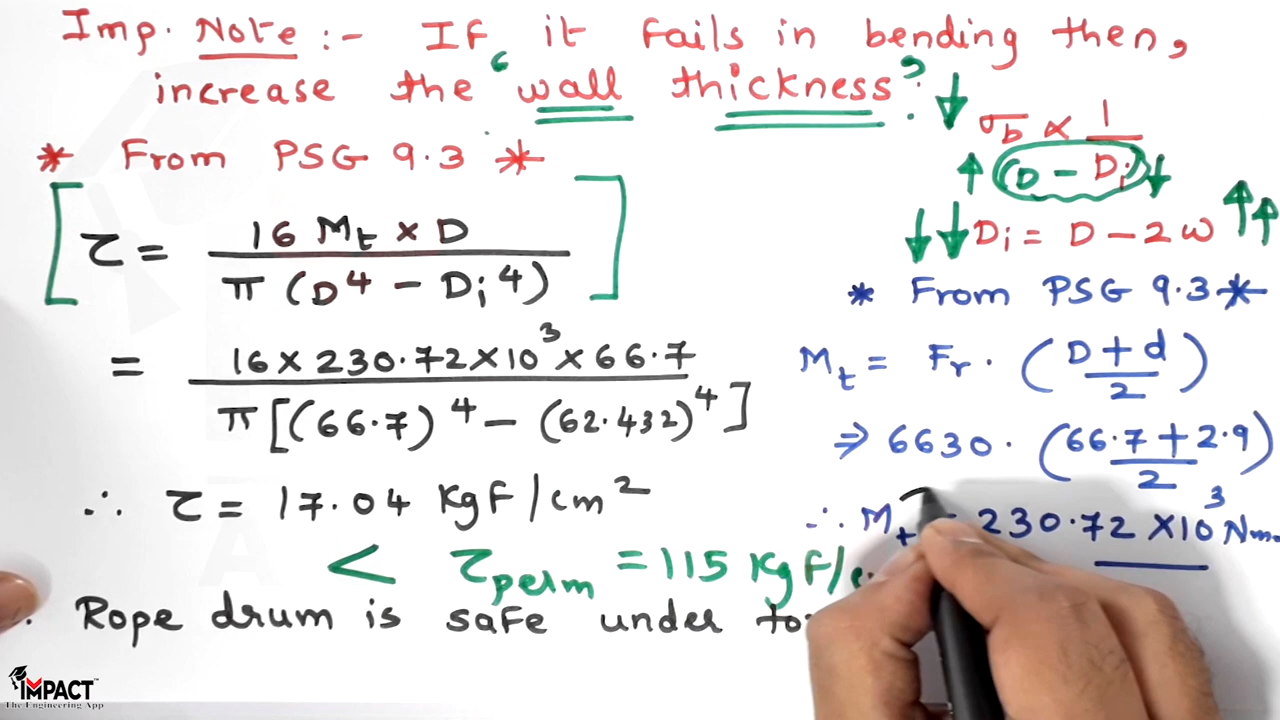 Imp. Note :- If it fails in bending then,
increase the "wall thickness".
σb ∝ 1 / (D - Di)
Di = D - 2w
* From PSG 9.3 *
τ = 16 Mt × D / π (D⁴ - Di⁴)
= 16 × 230.72 × 10³ × 66.7 / π [(66.7)⁴ - (62.432)⁴]
∴ τ = 17.04 Kgf/cm²
< τperm = 115 Kgf/
Rope drum is safe under
* From PSG 9.3 *
Mt = Fr . (D + d / 2)
⇒ 6630 . (66.7 + 2.9 / 2)
∴ Mt = 230.72 × 10³ Nm
IMPACT
The Engineering App